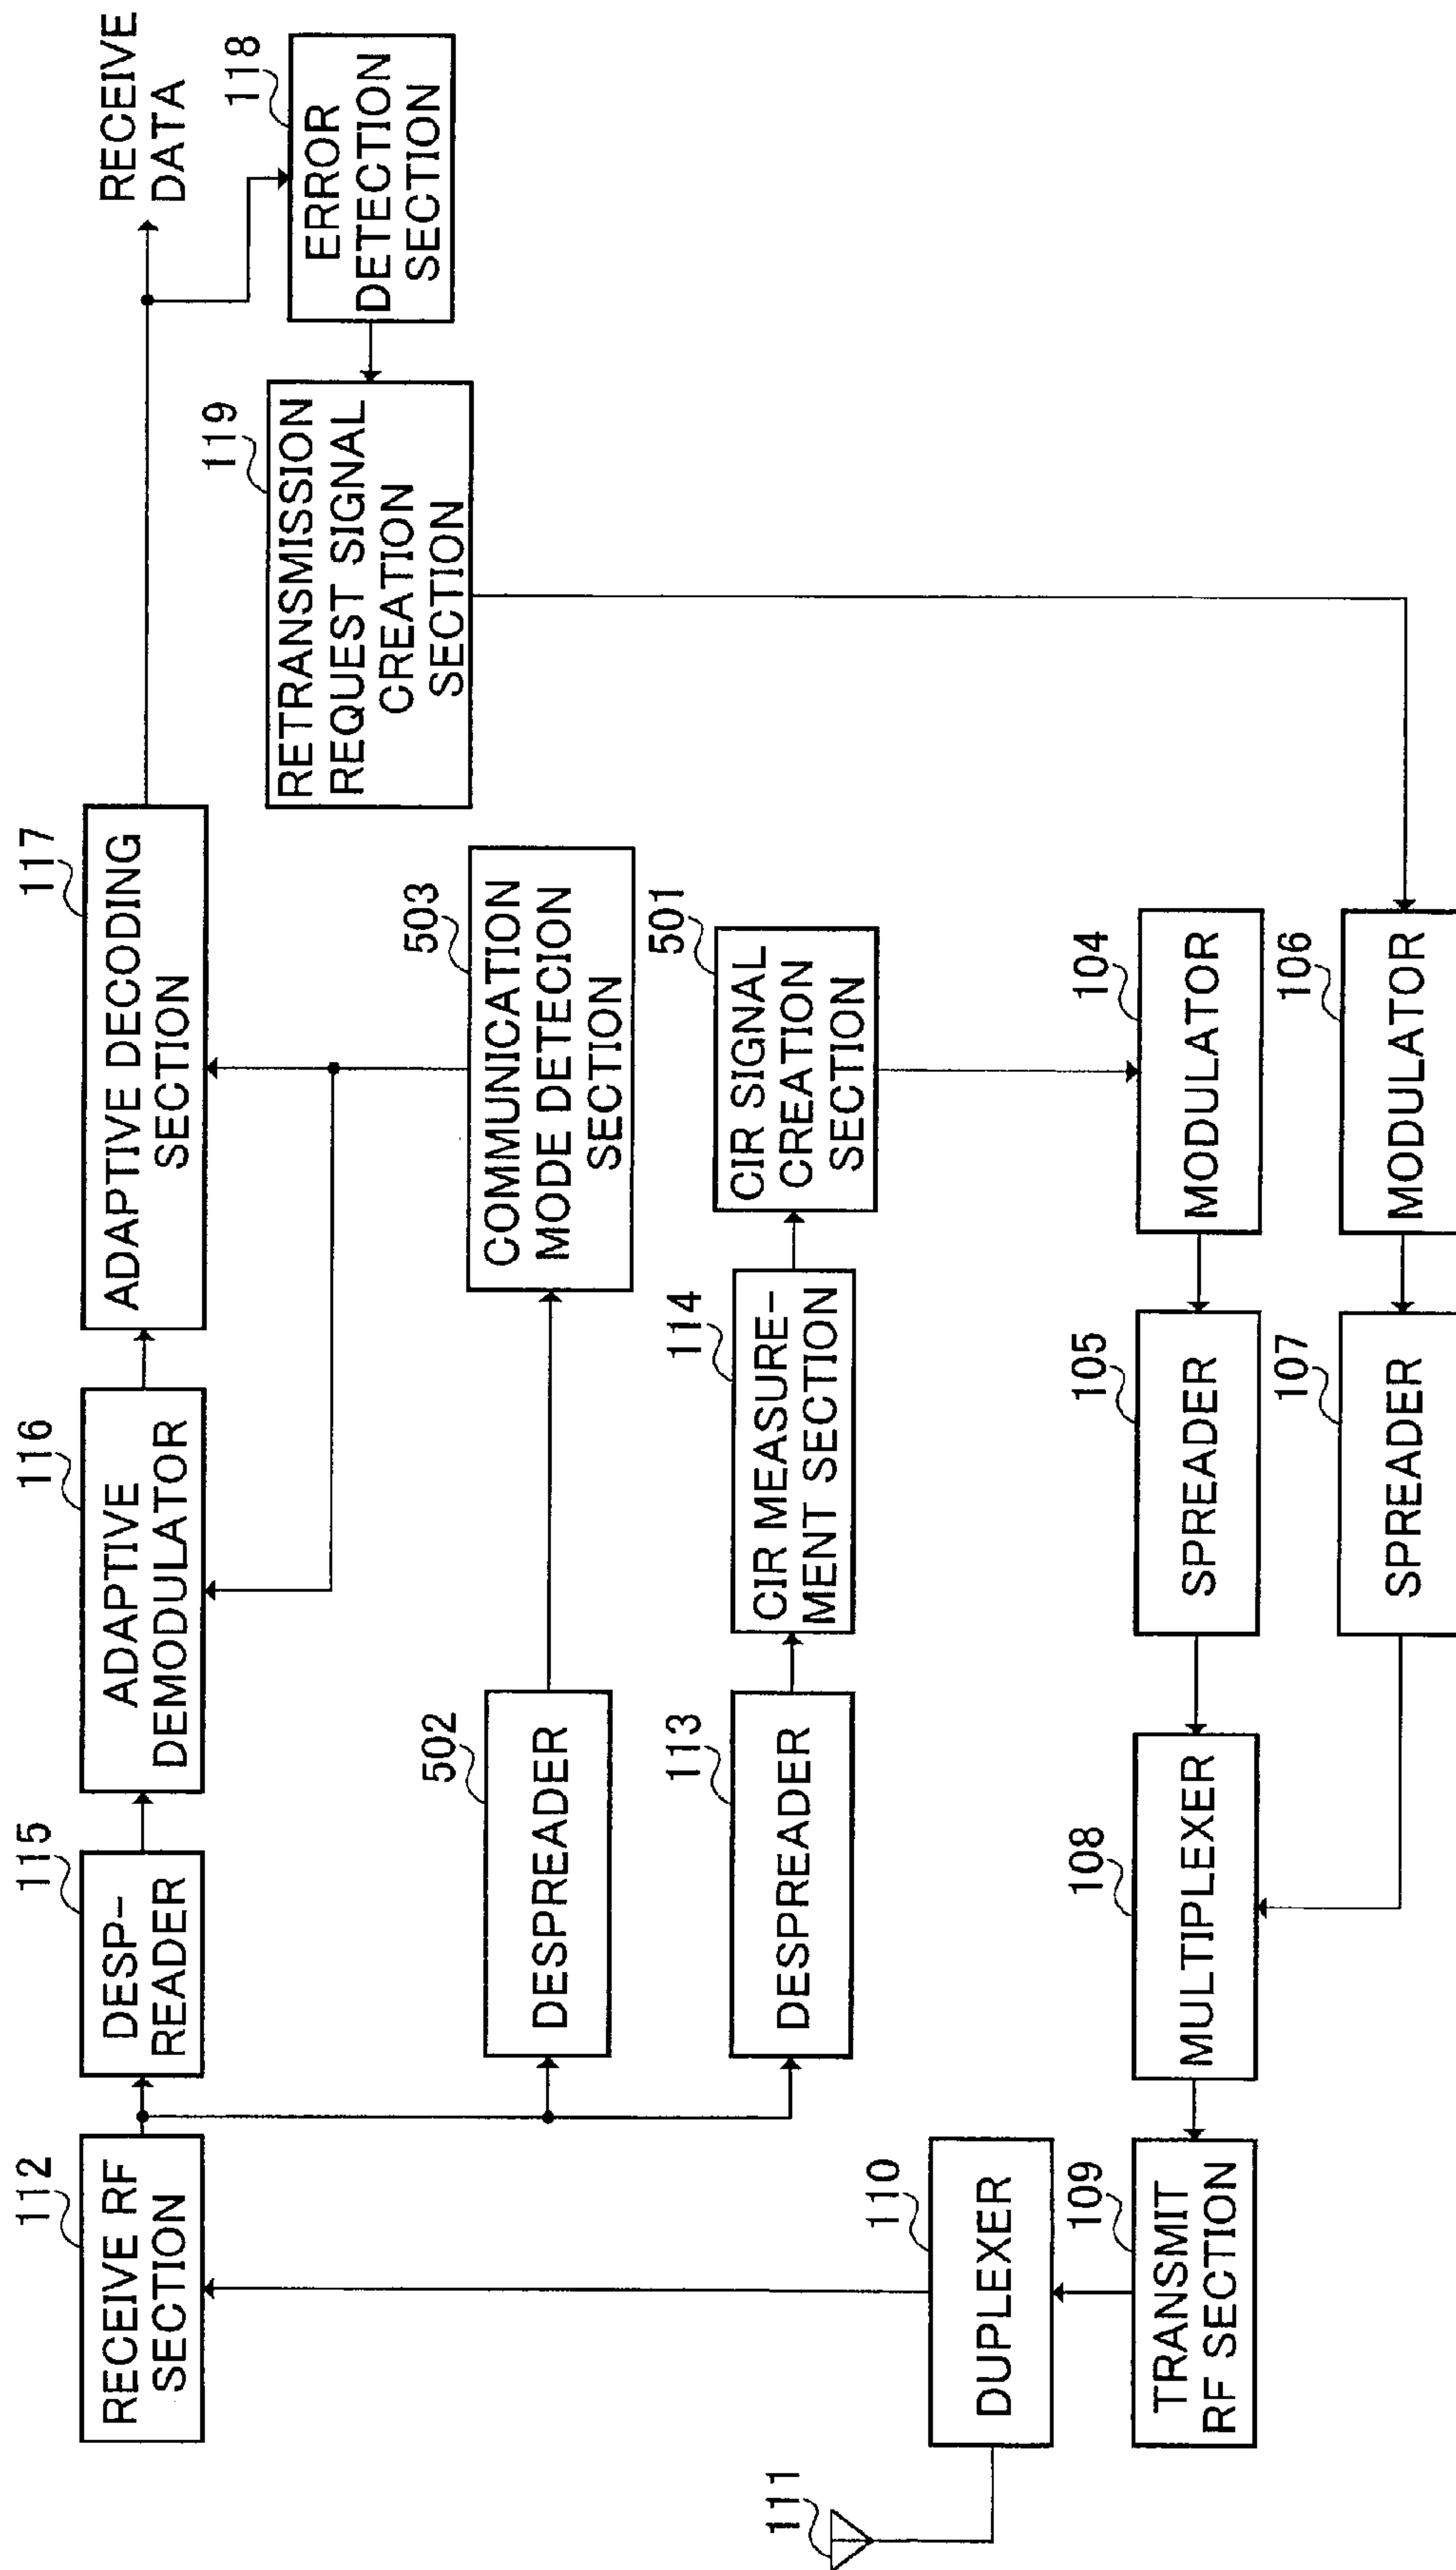 112
RECEIVE RF
SECTION
115
DESP-
READER
116
ADAPTIVE
DEMODULATOR
117
ADAPTIVE DECODING
SECTION
RECEIVE
DATA
118
ERROR
DETECTION
SECTION
119
RETRANSMISSION
REQUEST SIGNAL
CREATION
SECTION
502
DESPREADER
503
COMMUNICATION
MODE DETECION
SECTION
113
DESPREADER
114
CIR MEASURE-
MENT SECTION
501
CIR SIGNAL
CREATION
SECTION
111
110
DUPLEXER
109
TRANSMIT
RF SECTION
108
MULTIPLEXER
105
SPREADER
104
MODULATOR
107
SPREADER
106
MODULATOR